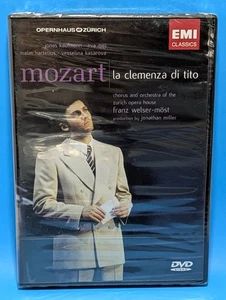 OPERNHAUS ZÜRICH
EMI
CLASSICS
jonas kaufmann · eva mei
malin hartelius · vesselina kasarova
mozart
la clemenza di tito
chorus and orchestra of the
zurich opera house
franz welser-möst
production by jonathan miller
DVD
VIDEO